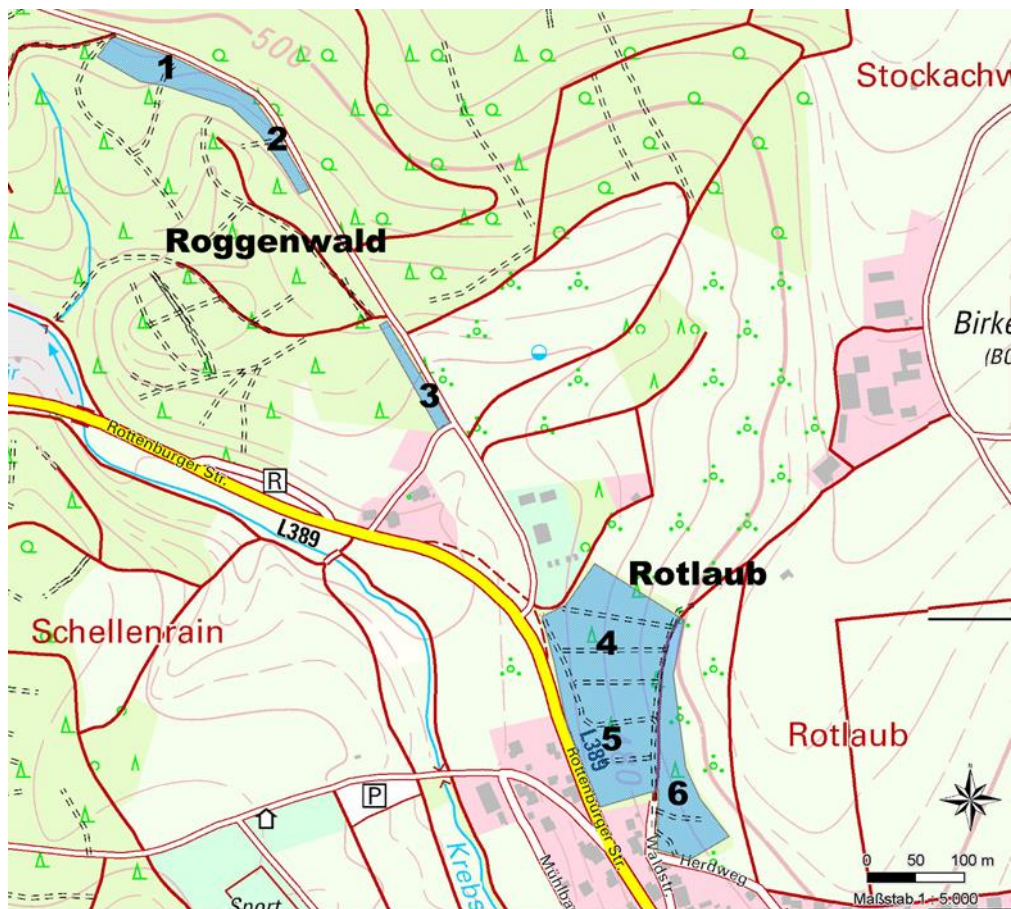 500
Stockachw
1
2
Roggenwald
Birke
(BÜ
3
Rottenburger Str.
R
L389
Rotlaub
Schellenrain
4
Rotlaub
5
L389
6
Rottenburger Str.
P
Krebs
Mühlba
Waldstr.
Herdweg
Sport
0 50 100 m
Maßstab 1 : 5 000